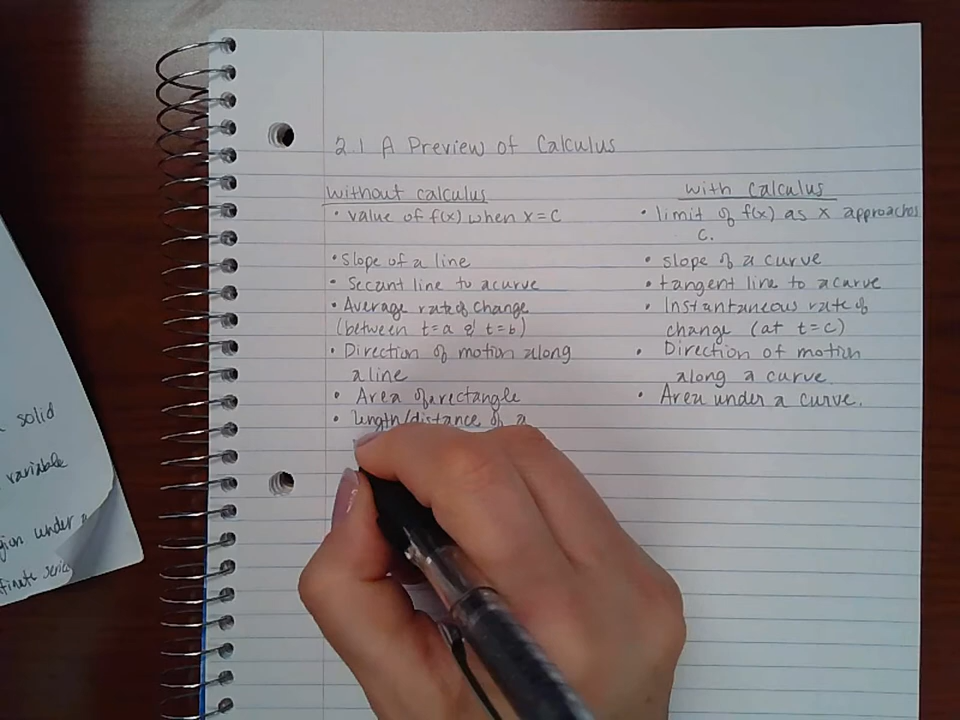 2.1 A Preview of Calculus
without calculus
• value of f(x) when x = c
• Slope of a line
• Secant line to a curve
• Average rate of change
(between t=a & t=b)
• Direction of motion along
a line
• Area of a rectangle
• length/distance of a
with calculus
• limit of f(x) as x approaches
c.
• slope of a curve
• tangent line to a curve
• Instantaneous rate of
change (at t=c)
• Direction of motion
along a curve
• Area under a curve.
solid
variable
under